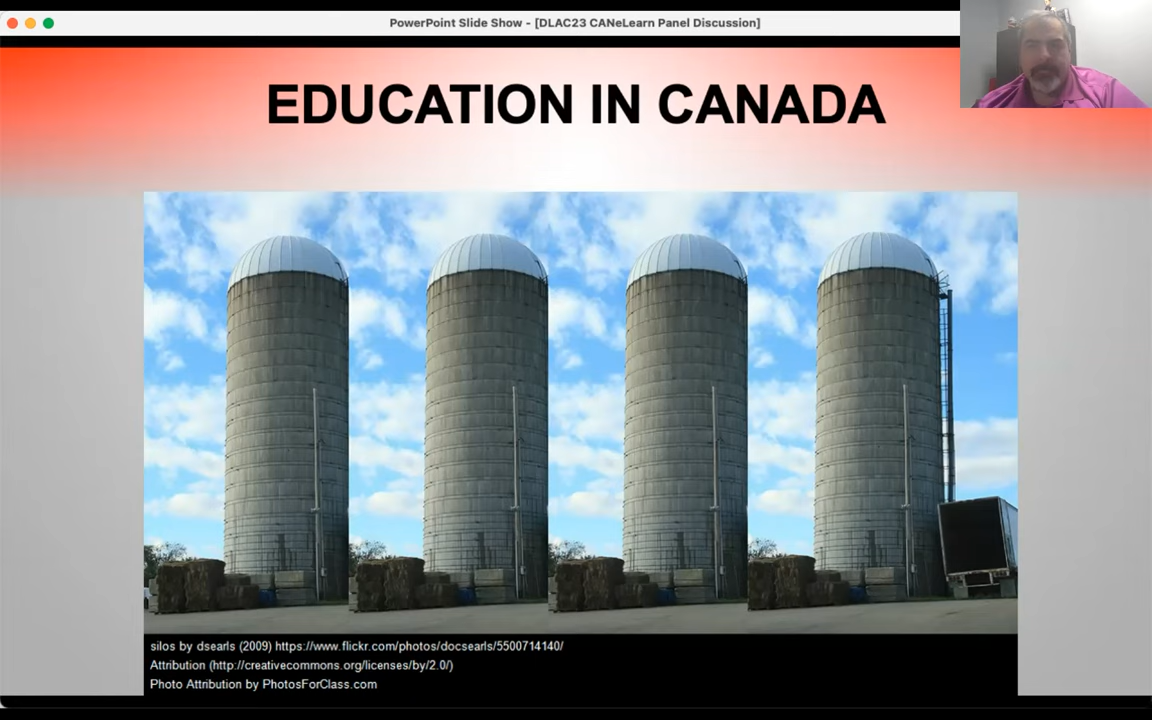 PowerPoint Slide Show - [DLAC23 CANeLearn Panel Discussion]
EDUCATION IN CANADA
silos by dsearls (2009) https://www.flickr.com/photos/docsearls/5500714140/
Attribution (http://creativecommons.org/licenses/by/2.0/)
Photo Attribution by PhotosForClass.com